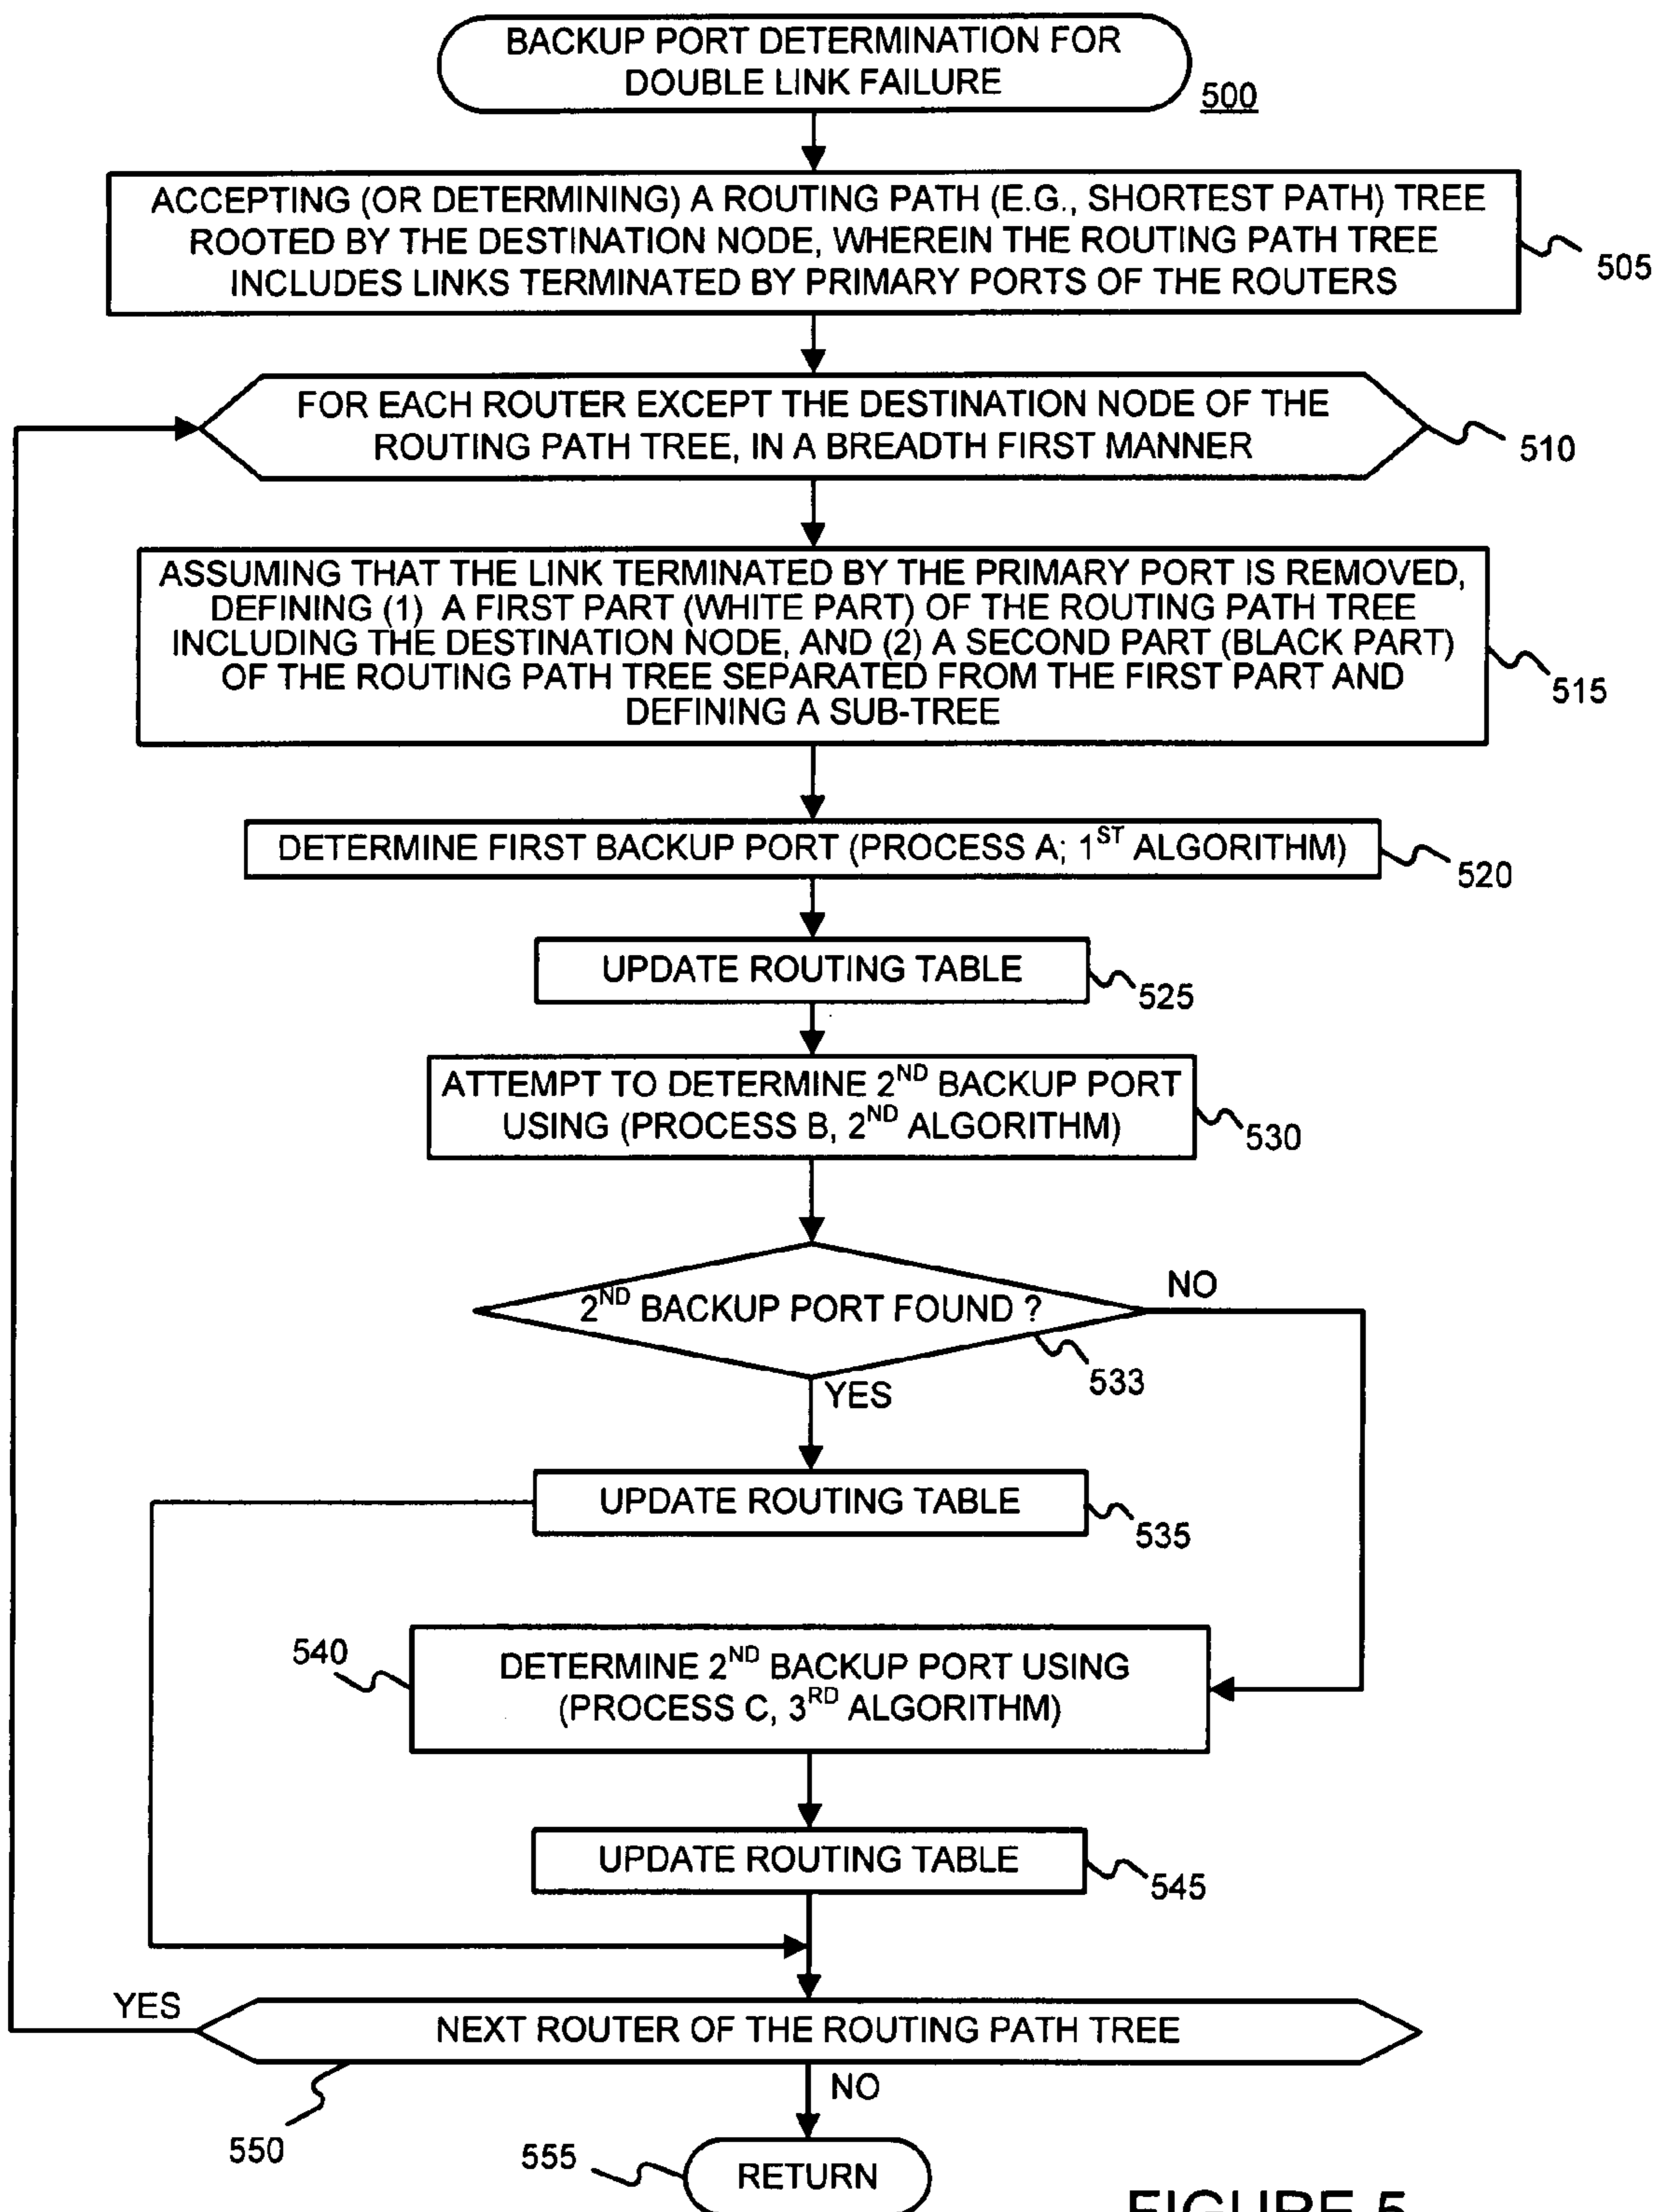 BACKUP PORT DETERMINATION FOR
DOUBLE LINK FAILURE
500
ACCEPTING (OR DETERMINING) A ROUTING PATH (E.G., SHORTEST PATH) TREE
ROOTED BY THE DESTINATION NODE, WHEREIN THE ROUTING PATH TREE
INCLUDES LINKS TERMINATED BY PRIMARY PORTS OF THE ROUTERS
505
FOR EACH ROUTER EXCEPT THE DESTINATION NODE OF THE
ROUTING PATH TREE, IN A BREADTH FIRST MANNER
510
ASSUMING THAT THE LINK TERMINATED BY THE PRIMARY PORT IS REMOVED,
DEFINING (1) A FIRST PART (WHITE PART) OF THE ROUTING PATH TREE
INCLUDING THE DESTINATION NODE, AND (2) A SECOND PART (BLACK PART)
OF THE ROUTING PATH TREE SEPARATED FROM THE FIRST PART AND
DEFINING A SUB-TREE
515
DETERMINE FIRST BACKUP PORT (PROCESS A; 1ST ALGORITHM)
520
UPDATE ROUTING TABLE
525
ATTEMPT TO DETERMINE 2ND BACKUP PORT
USING (PROCESS B, 2ND ALGORITHM)
530
2ND BACKUP PORT FOUND ?
NO
533
YES
UPDATE ROUTING TABLE
535
540
DETERMINE 2ND BACKUP PORT USING
(PROCESS C, 3RD ALGORITHM)
UPDATE ROUTING TABLE
545
YES
NEXT ROUTER OF THE ROUTING PATH TREE
NO
550
555
RETURN
FIGURE 5